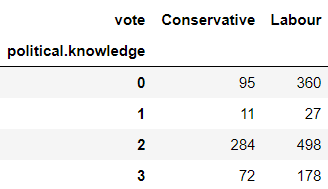 vote Conservative Labour
political.knowledge
0 95 360
1 11 27
2 284 498
3 72 178